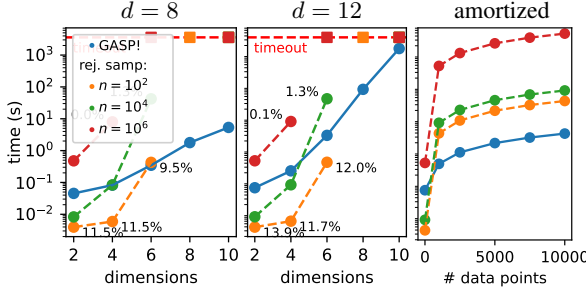 d = 8
d = 12
amortized
time (s)
10³
10²
10¹
10⁰
10⁻¹
10⁻²
GASP!
rej. samp:
n = 10²
n = 10⁴
n = 10⁶
9.5%
11.5%
11.5%
2 4 6 8 10
dimensions
timeout
0.1%
1.3%
12.0%
13.9%
11.7%
2 4 6 8 10
dimensions
0 5000 10000
# data points